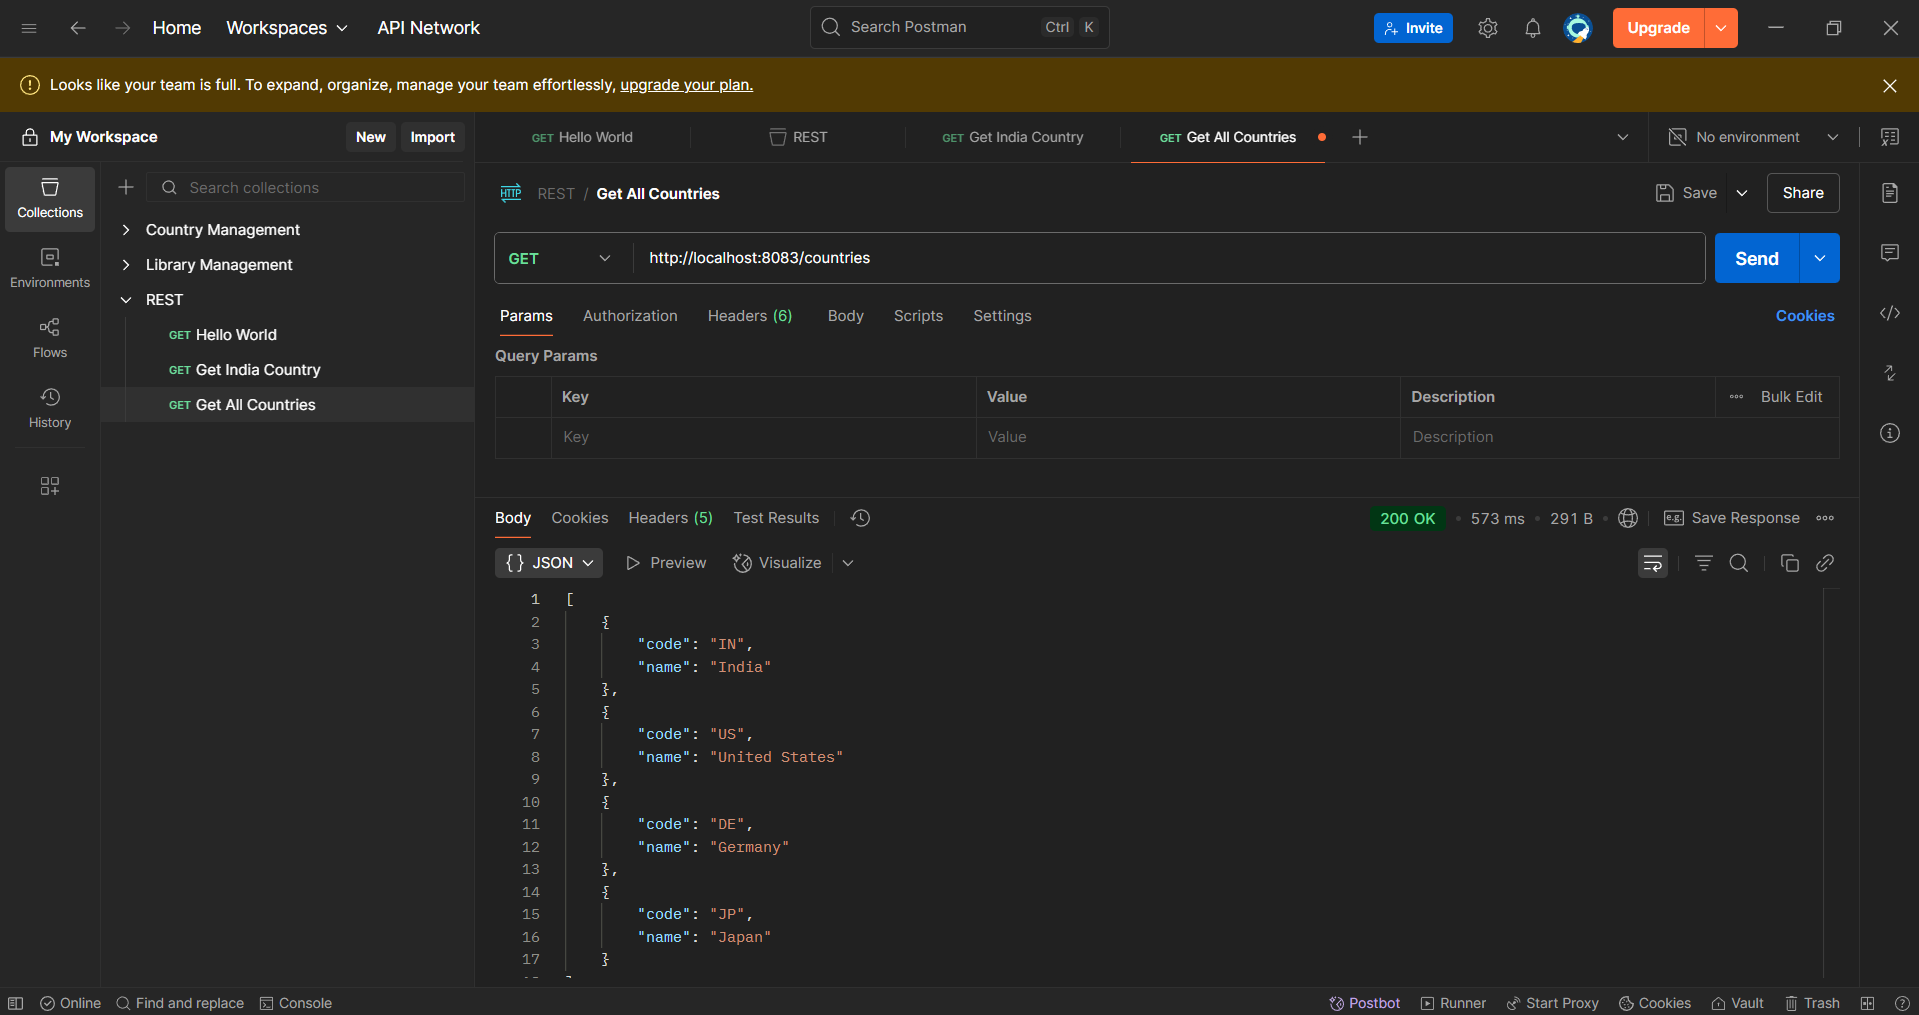 Home Workspaces API Network Search Postman Ctrl K Invite Upgrade
Looks like your team is full. To expand, organize, manage your team effortlessly, upgrade your plan.
My Workspace New Import
GET Hello World REST GET Get India Country GET Get All Countries No environment
Collections
Environments
Flows
History
Search collections
Country Management
Library Management
REST
GET Hello World
GET Get India Country
GET Get All Countries
HTTP REST / Get All Countries Save Share
GET http://localhost:8083/countries Send
Params Authorization Headers (6) Body Scripts Settings Cookies
Query Params
Key Value Description Bulk Edit
Key Value Description
Body Cookies Headers (5) Test Results 200 OK 573 ms 291 B e.g. Save Response
{} JSON Preview Visualize
1 [
2 {
3 "code": "IN",
4 "name": "India"
5 },
6 {
7 "code": "US",
8 "name": "United States"
9 },
10 {
11 "code": "DE",
12 "name": "Germany"
13 },
14 {
15 "code": "JP",
16 "name": "Japan"
17 }
Online Find and replace Console Postbot Runner Start Proxy Cookies Vault Trash